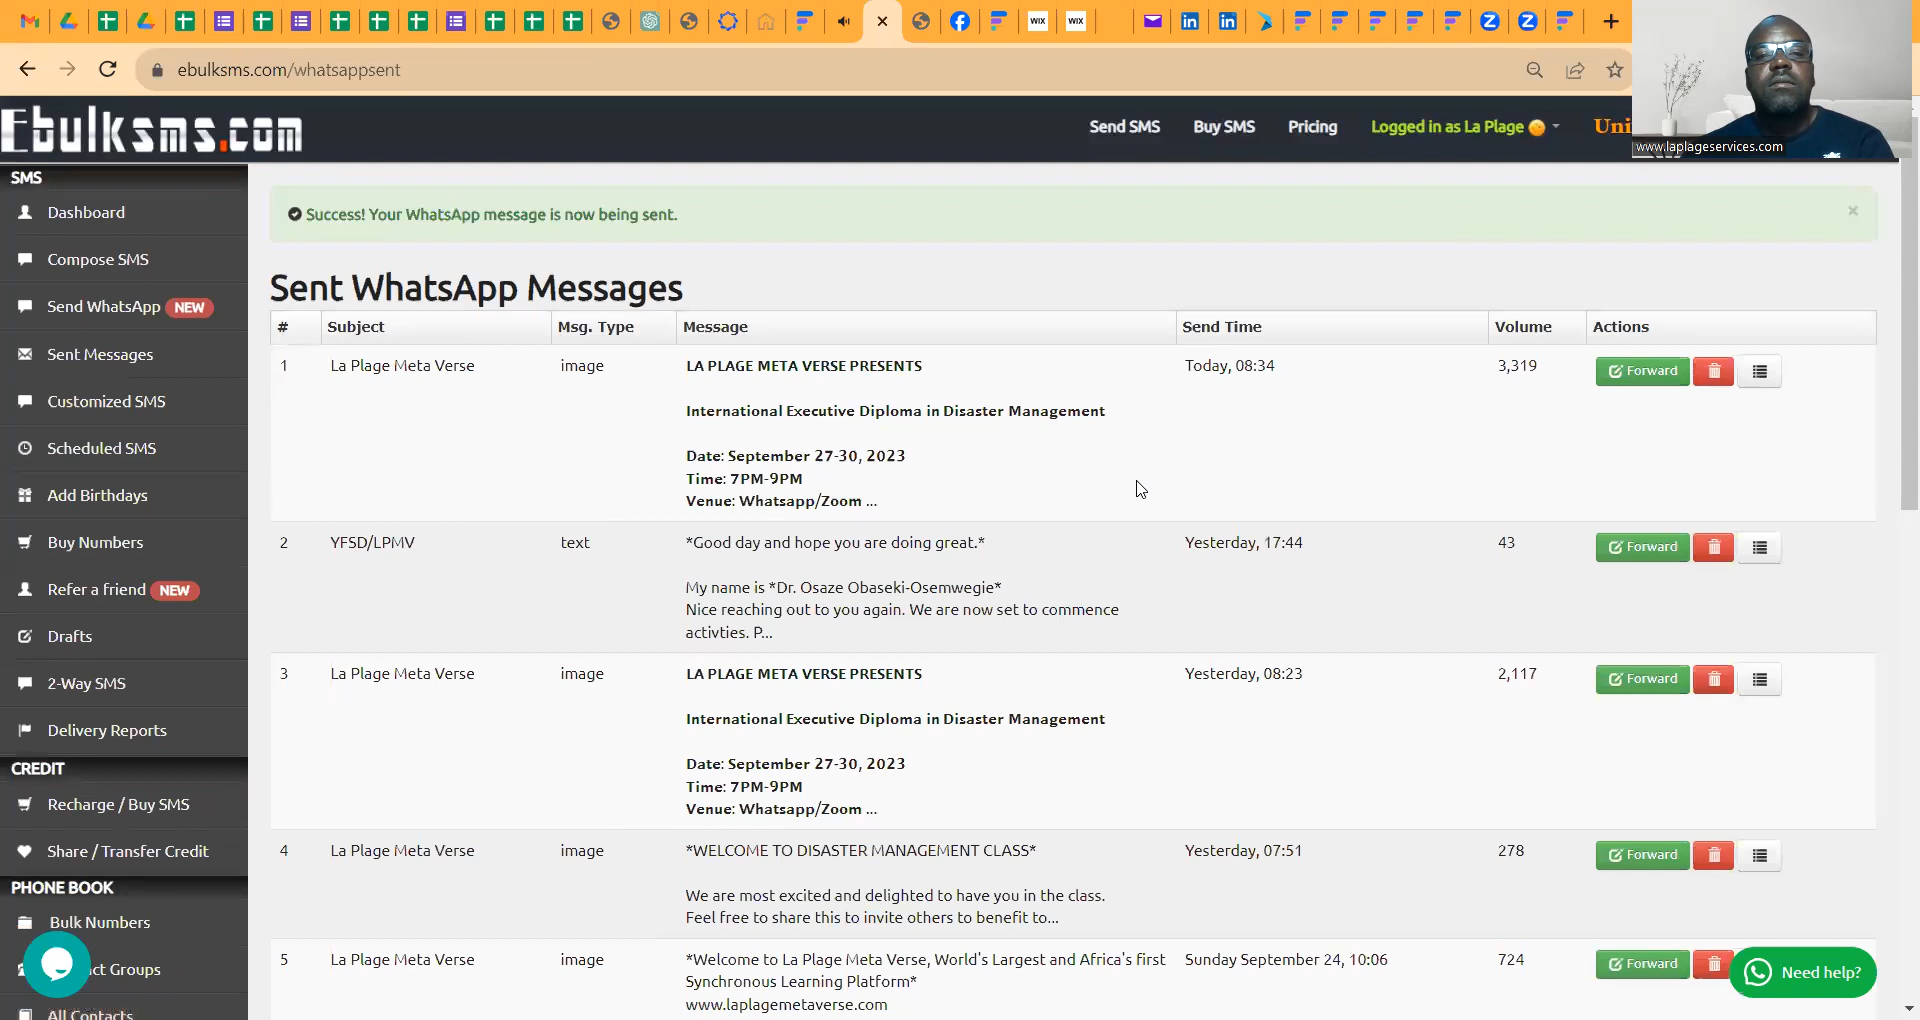 WIX
WIX
ebulksms.com/whatsappsent
Ebulksms.com
Send SMS
Buy SMS
Pricing
Logged in as La Plage
www.laplageservices.com
SMS
Dashboard
Compose SMS
Send WhatsApp NEW
Sent Messages
Customized SMS
Scheduled SMS
Add Birthdays
Buy Numbers
Refer a friend NEW
Drafts
2-Way SMS
Delivery Reports
CREDIT
Recharge / Buy SMS
Share / Transfer Credit
PHONE BOOK
Bulk Numbers
ct Groups
All Contacts
Success! Your WhatsApp message is now being sent.
×
Sent WhatsApp Messages
# Subject Msg. Type Message Send Time Volume Actions
1 La Plage Meta Verse image LA PLAGE META VERSE PRESENTS Today, 08:34 3,319 Forward
International Executive Diploma in Disaster Management
Date: September 27-30, 2023
Time: 7PM-9PM
Venue: Whatsapp/Zoom ...
2 YFSD/LPMV text *Good day and hope you are doing great.* Yesterday, 17:44 43 Forward
My name is *Dr. Osaze Obaseki-Osemwegie*
Nice reaching out to you again. We are now set to commence
activties. P...
3 La Plage Meta Verse image LA PLAGE META VERSE PRESENTS Yesterday, 08:23 2,117 Forward
International Executive Diploma in Disaster Management
Date: September 27-30, 2023
Time: 7PM-9PM
Venue: Whatsapp/Zoom ...
4 La Plage Meta Verse image *WELCOME TO DISASTER MANAGEMENT CLASS* Yesterday, 07:51 278 Forward
We are most excited and delighted to have you in the class.
Feel free to share this to invite others to benefit to...
5 La Plage Meta Verse image *Welcome to La Plage Meta Verse, World's Largest and Africa's first Sunday September 24, 10:06 724 Forward
Synchronous Learning Platform*
www.laplagemetaverse.com
Need help?